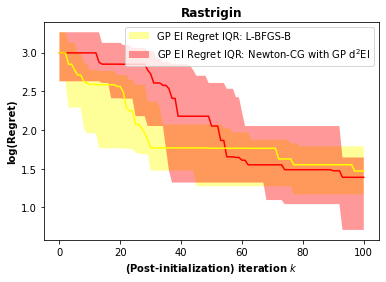 Rastrigin
GP EI Regret IQR: L-BFGS-B
GP EI Regret IQR: Newton-CG with GP d²EI
log(Regret)
3.0
2.5
2.0
1.5
1.0
0 20 40 60 80 100
(Post-initialization) iteration k